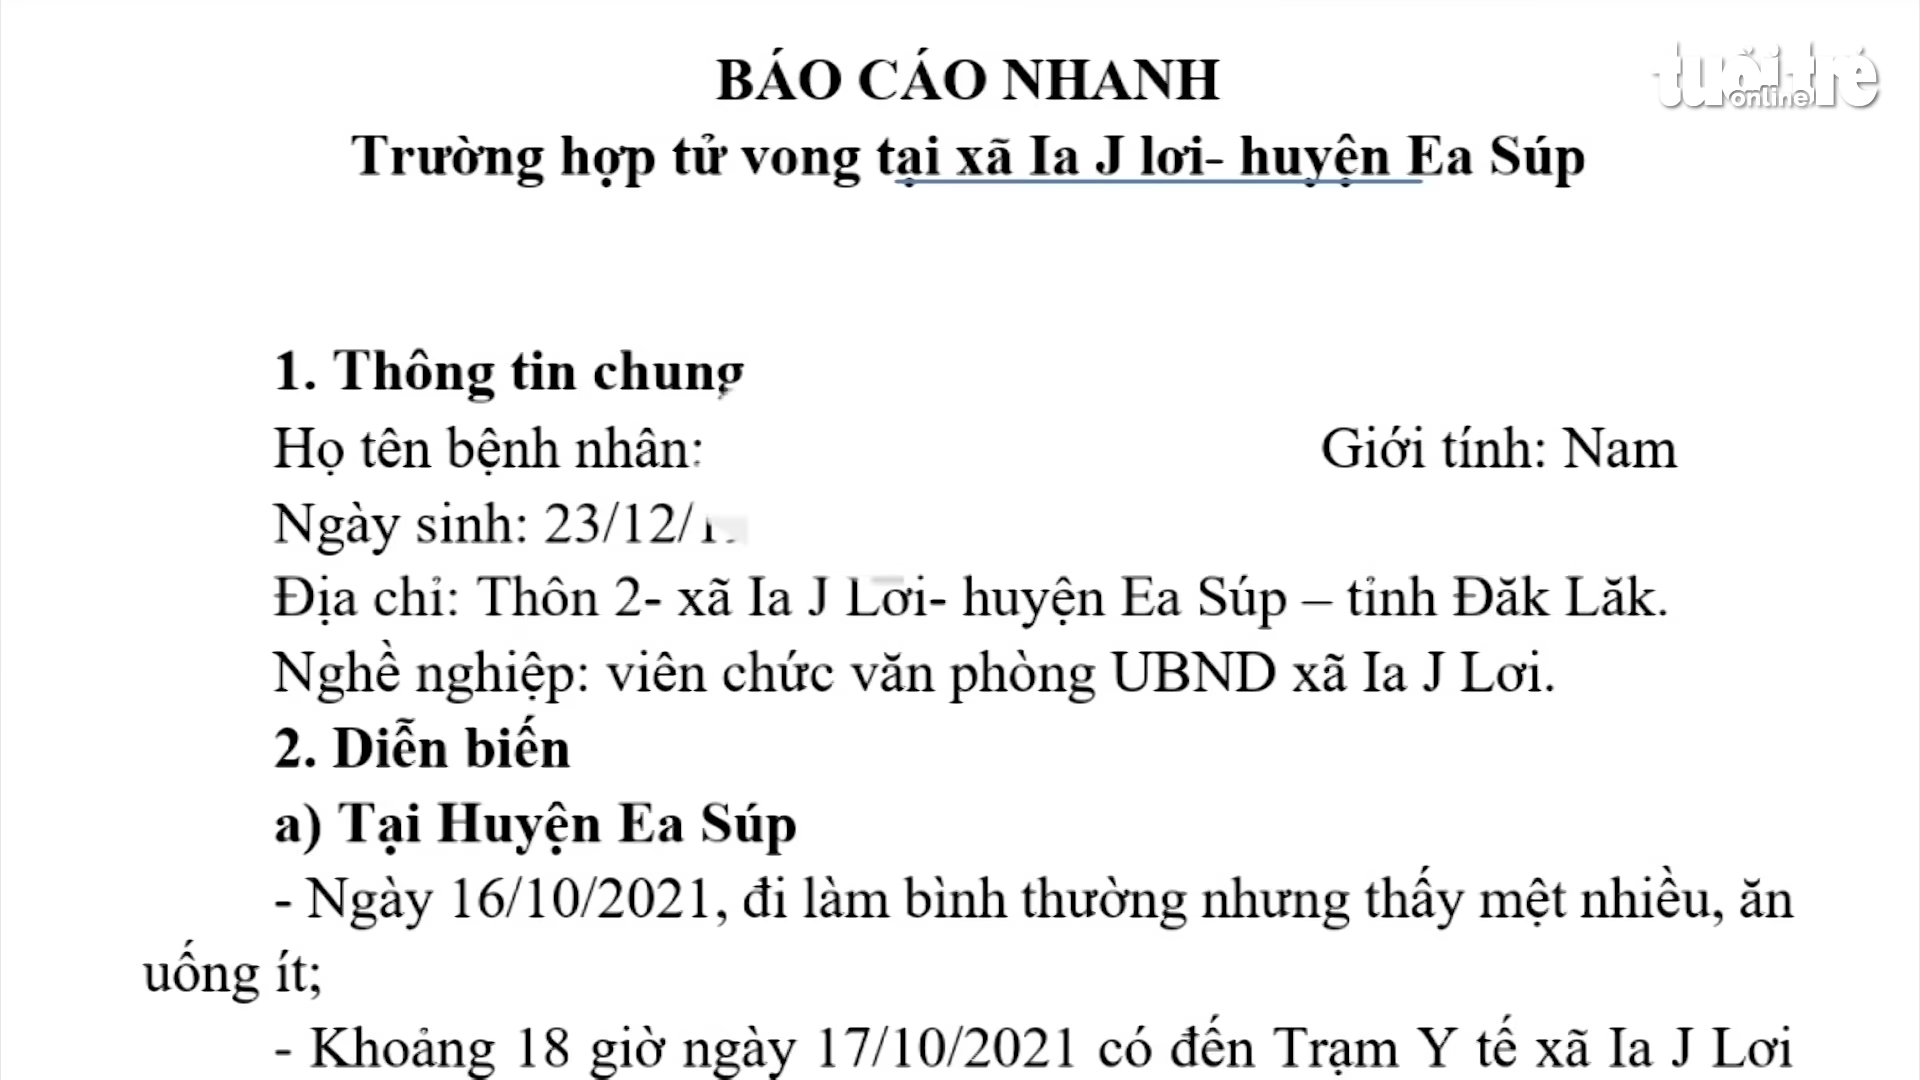 BÁO CÁO NHANH
tuổi trẻ
online
Trường hợp tử vong tại xã Ia J lơi- huyện Ea Súp
1. Thông tin chung
Họ tên bệnh nhân: Giới tính: Nam
Ngày sinh: 23/12/
Địa chỉ: Thôn 2- xã Ia J Lơi- huyện Ea Súp – tỉnh Đăk Lăk.
Nghề nghiệp: viên chức văn phòng UBND xã Ia J Lơi.
2. Diễn biến
a) Tại Huyện Ea Súp
- Ngày 16/10/2021, đi làm bình thường nhưng thấy mệt nhiều, ăn
uống ít;
- Khoảng 18 giờ ngày 17/10/2021 có đến Trạm Y tế xã Ia J Lơi